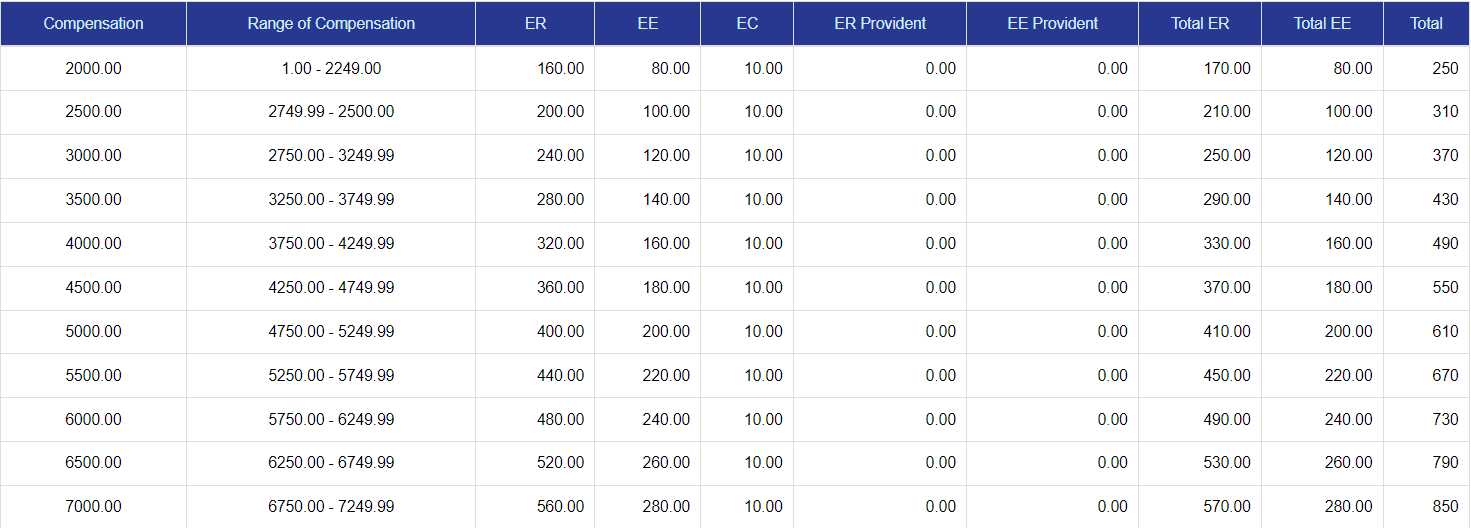 Compensation Range of Compensation ER EE EC ER Provident EE Provident Total ER Total EE Total
2000.00 1.00 - 2249.00 160.00 80.00 10.00 0.00 0.00 170.00 80.00 250
2500.00 2749.99 - 2500.00 200.00 100.00 10.00 0.00 0.00 210.00 100.00 310
3000.00 2750.00 - 3249.99 240.00 120.00 10.00 0.00 0.00 250.00 120.00 370
3500.00 3250.00 - 3749.99 280.00 140.00 10.00 0.00 0.00 290.00 140.00 430
4000.00 3750.00 - 4249.99 320.00 160.00 10.00 0.00 0.00 330.00 160.00 490
4500.00 4250.00 - 4749.99 360.00 180.00 10.00 0.00 0.00 370.00 180.00 550
5000.00 4750.00 - 5249.99 400.00 200.00 10.00 0.00 0.00 410.00 200.00 610
5500.00 5250.00 - 5749.99 440.00 220.00 10.00 0.00 0.00 450.00 220.00 670
6000.00 5750.00 - 6249.99 480.00 240.00 10.00 0.00 0.00 490.00 240.00 730
6500.00 6250.00 - 6749.99 520.00 260.00 10.00 0.00 0.00 530.00 260.00 790
7000.00 6750.00 - 7249.99 560.00 280.00 10.00 0.00 0.00 570.00 280.00 850